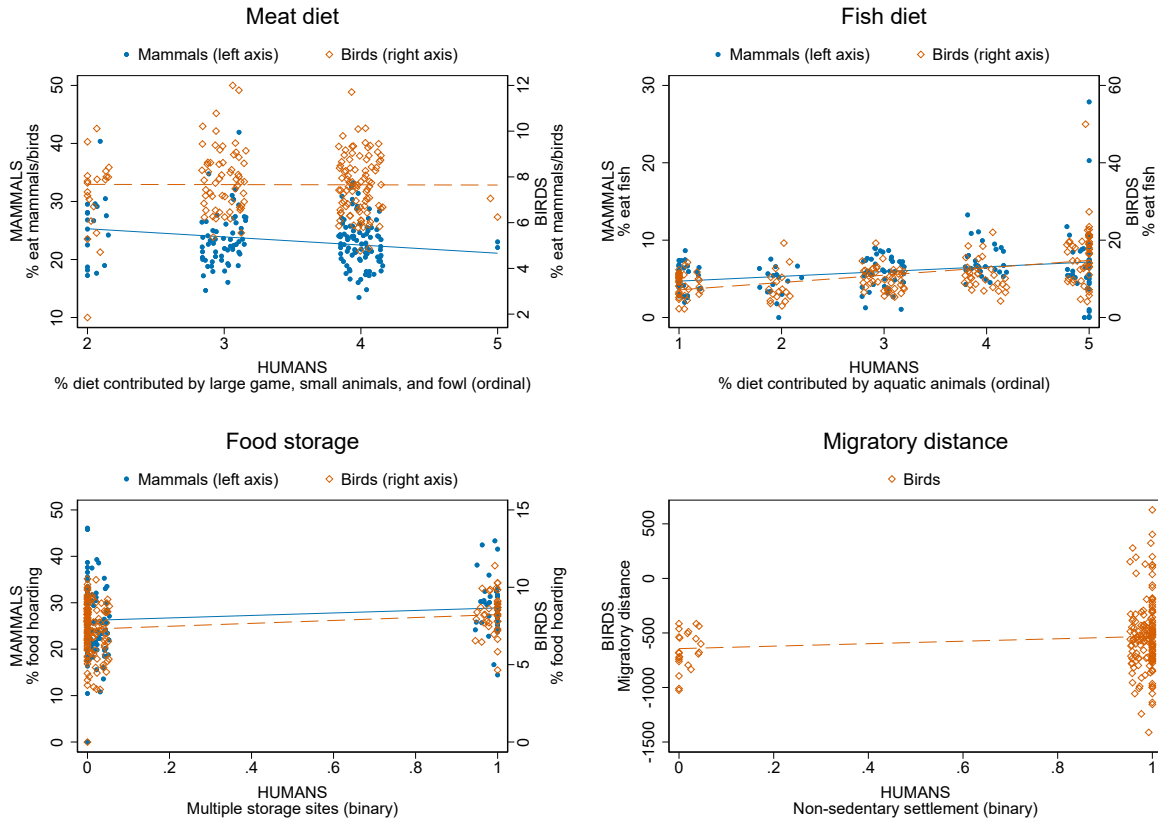 Meat diet
Mammals (left axis) Birds (right axis)
MAMMALS
% eat mammals/birds
50
40
30
20
10
12
10
8
6
4
2
BIRDS
% eat mammals/birds
2 3 4 5
HUMANS
% diet contributed by large game, small animals, and fowl (ordinal)
Fish diet
Mammals (left axis) Birds (right axis)
MAMMALS
% eat fish
30
20
10
0
60
40
20
0
BIRDS
% eat fish
1 2 3 4 5
HUMANS
% diet contributed by aquatic animals (ordinal)
Food storage
Mammals (left axis) Birds (right axis)
MAMMALS
% food hoarding
50
40
30
20
10
0
15
10
5
0
BIRDS
% food hoarding
0 .2 .4 .6 .8 1
HUMANS
Multiple storage sites (binary)
Migratory distance
Birds
BIRDS
Migratory distance
500
0
-500
-1000
-1500
0 .2 .4 .6 .8 1
HUMANS
Non-sedentary settlement (binary)